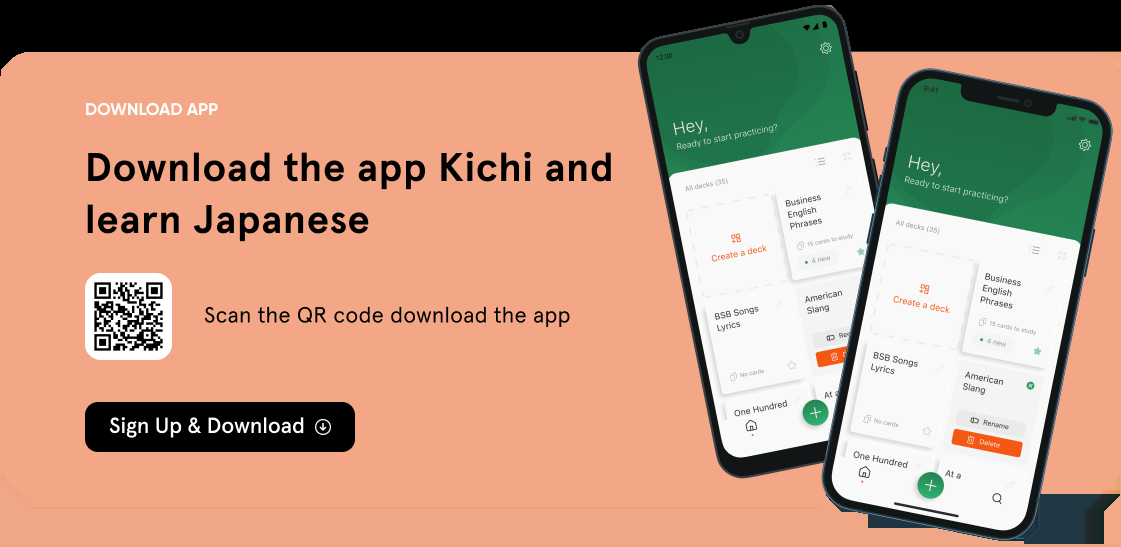 DOWNLOAD APP
Download the app Kichi and
learn Japanese
Scan the QR code download the app
Sign Up & Download
12:30
Hey,
Ready to start practicing?
All decks (35)
Create a deck
Business
English
Phrases
15 cards to study
4 new
BSB Songs
Lyrics
No cards
American
Slang
One Hundred
At a
9:41
Hey,
Ready to start practicing?
All decks (35)
Create a deck
Business
English
Phrases
15 cards to study
4 new
BSB Songs
Lyrics
No cards
American
Slang
Rename
Delete
One Hundred
At a